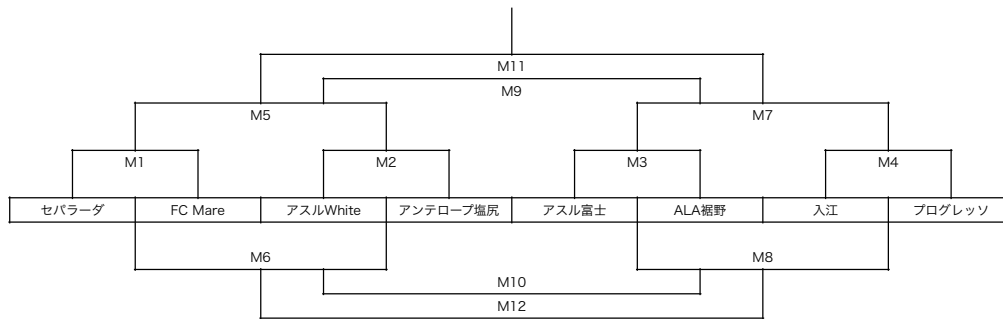 M11
M9
M5
M7
M1
M2
M3
M4
セパラーダ
FC Mare
アスルWhite
アンテロープ塩尻
アスル富士
ALA裾野
入江
プログレッソ
M6
M8
M10
M12